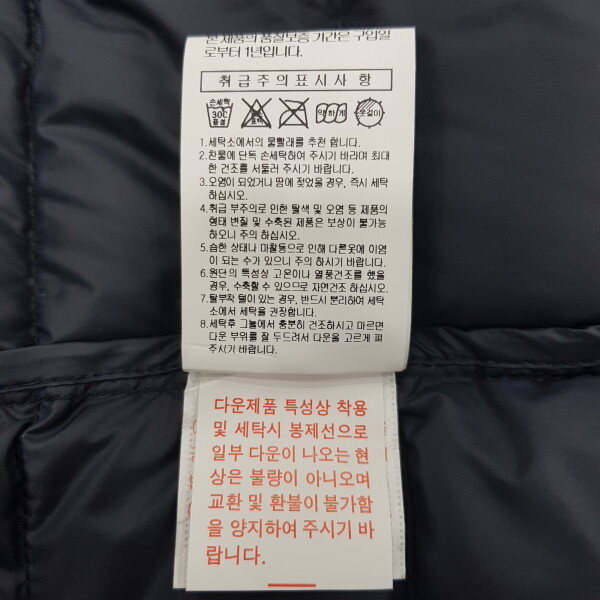 본 제품의 품질보증 기간은 구입일
로부터 1년입니다.
취급주의표시사항
손세탁
30℃
중성
염소
표백
약하게
옷걸이
1.세탁소에서의 물빨래를 추천 합니다.
2.찬물에 단독 손세탁하여 주시기 바라며 최대
한 건조를 서둘러 주시기 바랍니다.
3.오염이 되었거나 땀에 젖었을 경우, 즉시 세탁
하십시오.
4.취급 부주의로 인한 탈색 및 오염 등 제품의
형태 변질 및 수축된 제품은 보상이 불가능
하오니 주의 하십시오.
5.습한 상태나 마찰등으로 인해 다른옷에 이염
이 되는 수가 있으니 주의 하시기 바랍니다.
6.원단의 특성상 고온이나 열풍건조를 했을
경우, 수축할 수 있으므로 자연건조 하십시오.
7.탈부착 털이 있는 경우, 반드시 분리하여 세탁
소에서 세탁을 권장합니다.
8.세탁후 그늘에서 충분히 건조하시고 마르면
다운 부위를 잘 두드려서 다운을 고르게 펴
주시기 바랍니다.
다운제품 특성상 착용
및 세탁시 봉제선으로
일부 다운이 나오는 현
상은 불량이 아니오며
교환 및 환불이 불가함
을 양지하여 주시기 바
랍니다.